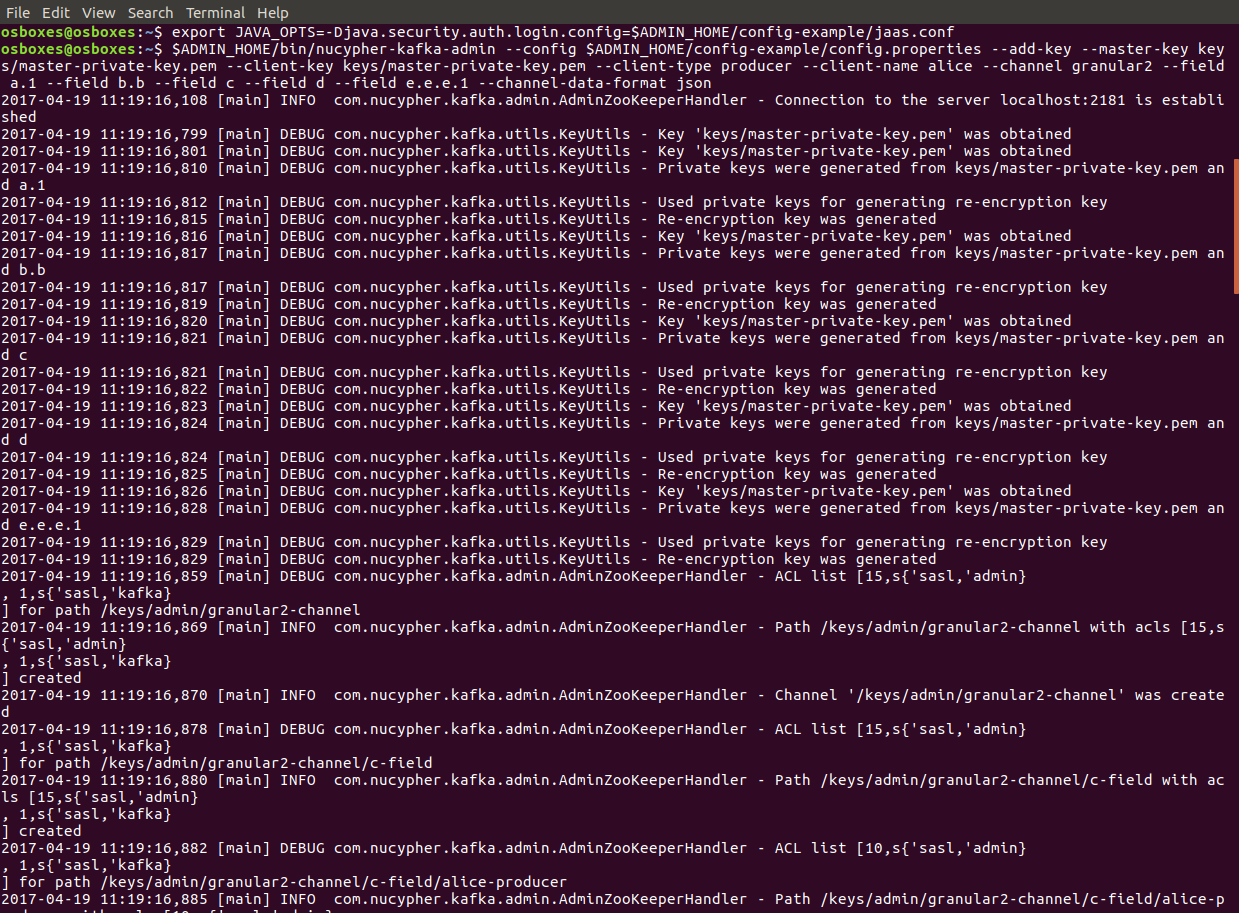 File Edit View Search Terminal Help
osboxes@osboxes:~$ export JAVA_OPTS=-Djava.security.auth.login.config=$ADMIN_HOME/config-example/jaas.conf
osboxes@osboxes:~$ $ADMIN_HOME/bin/nucypher-kafka-admin --config $ADMIN_HOME/config-example/config.properties --add-key --master-key key
s/master-private-key.pem --client-key keys/master-private-key.pem --client-type producer --client-name alice --channel granular2 --field
 a.1 --field b.b --field c --field d --field e.e.e.1 --channel-data-format json
2017-04-19 11:19:16,108 [main] INFO  com.nucypher.kafka.admin.AdminZooKeeperHandler - Connection to the server localhost:2181 is establi
shed
2017-04-19 11:19:16,799 [main] DEBUG com.nucypher.kafka.utils.KeyUtils - Key 'keys/master-private-key.pem' was obtained
2017-04-19 11:19:16,801 [main] DEBUG com.nucypher.kafka.utils.KeyUtils - Key 'keys/master-private-key.pem' was obtained
2017-04-19 11:19:16,810 [main] DEBUG com.nucypher.kafka.utils.KeyUtils - Private keys were generated from keys/master-private-key.pem an
d a.1
2017-04-19 11:19:16,812 [main] DEBUG com.nucypher.kafka.utils.KeyUtils - Used private keys for generating re-encryption key
2017-04-19 11:19:16,815 [main] DEBUG com.nucypher.kafka.utils.KeyUtils - Re-encryption key was generated
2017-04-19 11:19:16,816 [main] DEBUG com.nucypher.kafka.utils.KeyUtils - Key 'keys/master-private-key.pem' was obtained
2017-04-19 11:19:16,817 [main] DEBUG com.nucypher.kafka.utils.KeyUtils - Private keys were generated from keys/master-private-key.pem an
d b.b
2017-04-19 11:19:16,817 [main] DEBUG com.nucypher.kafka.utils.KeyUtils - Used private keys for generating re-encryption key
2017-04-19 11:19:16,819 [main] DEBUG com.nucypher.kafka.utils.KeyUtils - Re-encryption key was generated
2017-04-19 11:19:16,820 [main] DEBUG com.nucypher.kafka.utils.KeyUtils - Key 'keys/master-private-key.pem' was obtained
2017-04-19 11:19:16,821 [main] DEBUG com.nucypher.kafka.utils.KeyUtils - Private keys were generated from keys/master-private-key.pem an
d c
2017-04-19 11:19:16,821 [main] DEBUG com.nucypher.kafka.utils.KeyUtils - Used private keys for generating re-encryption key
2017-04-19 11:19:16,822 [main] DEBUG com.nucypher.kafka.utils.KeyUtils - Re-encryption key was generated
2017-04-19 11:19:16,823 [main] DEBUG com.nucypher.kafka.utils.KeyUtils - Key 'keys/master-private-key.pem' was obtained
2017-04-19 11:19:16,824 [main] DEBUG com.nucypher.kafka.utils.KeyUtils - Private keys were generated from keys/master-private-key.pem an
d d
2017-04-19 11:19:16,824 [main] DEBUG com.nucypher.kafka.utils.KeyUtils - Used private keys for generating re-encryption key
2017-04-19 11:19:16,825 [main] DEBUG com.nucypher.kafka.utils.KeyUtils - Re-encryption key was generated
2017-04-19 11:19:16,826 [main] DEBUG com.nucypher.kafka.utils.KeyUtils - Key 'keys/master-private-key.pem' was obtained
2017-04-19 11:19:16,828 [main] DEBUG com.nucypher.kafka.utils.KeyUtils - Private keys were generated from keys/master-private-key.pem an
d e.e.e.1
2017-04-19 11:19:16,829 [main] DEBUG com.nucypher.kafka.utils.KeyUtils - Used private keys for generating re-encryption key
2017-04-19 11:19:16,829 [main] DEBUG com.nucypher.kafka.utils.KeyUtils - Re-encryption key was generated
2017-04-19 11:19:16,859 [main] DEBUG com.nucypher.kafka.admin.AdminZooKeeperHandler - ACL list [15,s{'sasl,'admin}
, 1,s{'sasl,'kafka}
] for path /keys/admin/granular2-channel
2017-04-19 11:19:16,869 [main] INFO  com.nucypher.kafka.admin.AdminZooKeeperHandler - Path /keys/admin/granular2-channel with acls [15,s
{'sasl,'admin}
, 1,s{'sasl,'kafka}
] created
2017-04-19 11:19:16,870 [main] INFO  com.nucypher.kafka.admin.AdminZooKeeperHandler - Channel '/keys/admin/granular2-channel' was create
d
2017-04-19 11:19:16,878 [main] DEBUG com.nucypher.kafka.admin.AdminZooKeeperHandler - ACL list [15,s{'sasl,'admin}
, 1,s{'sasl,'kafka}
] for path /keys/admin/granular2-channel/c-field
2017-04-19 11:19:16,880 [main] INFO  com.nucypher.kafka.admin.AdminZooKeeperHandler - Path /keys/admin/granular2-channel/c-field with ac
ls [15,s{'sasl,'admin}
, 1,s{'sasl,'kafka}
] created
2017-04-19 11:19:16,882 [main] DEBUG com.nucypher.kafka.admin.AdminZooKeeperHandler - ACL list [10,s{'sasl,'admin}
, 1,s{'sasl,'kafka}
] for path /keys/admin/granular2-channel/c-field/alice-producer
2017-04-19 11:19:16,885 [main] INFO  com.nucypher.kafka.admin.AdminZooKeeperHandler - Path /keys/admin/granular2-channel/c-field/alice-p